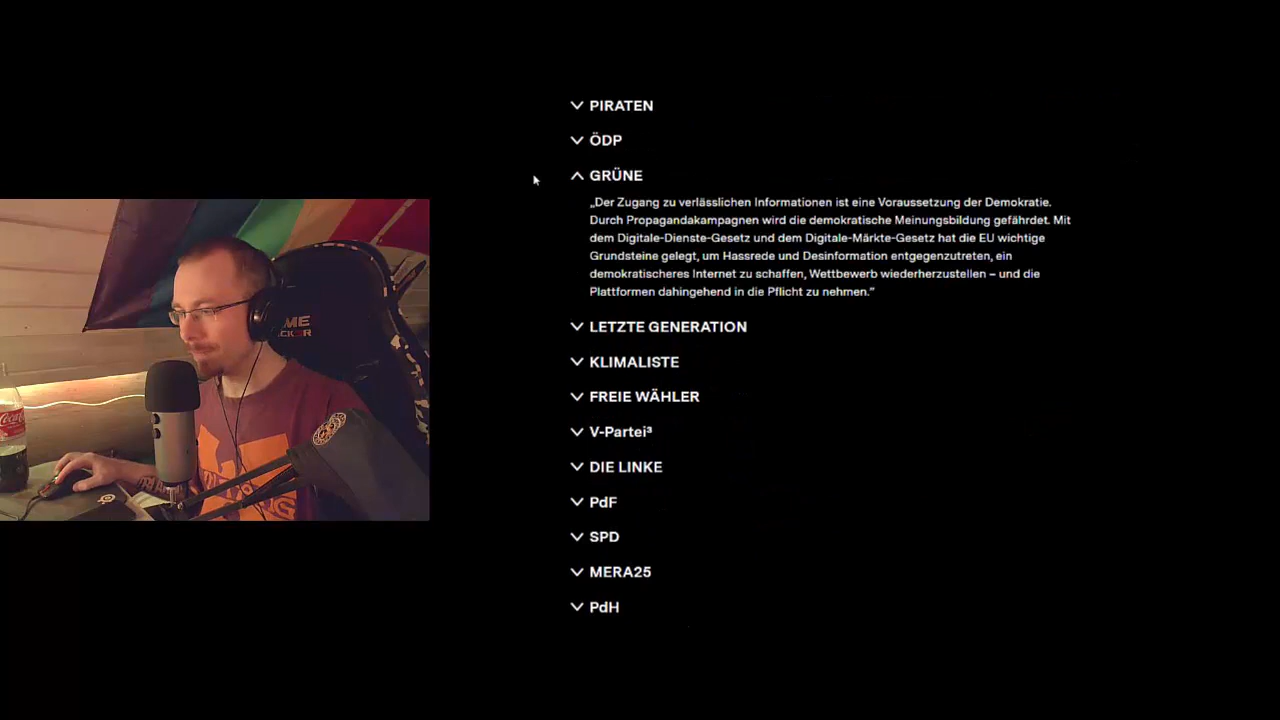 PIRATEN
ÖDP
GRÜNE
„Der Zugang zu verlässlichen Informationen ist eine Voraussetzung der Demokratie.
Durch Propagandakampagnen wird die demokratische Meinungsbildung gefährdet. Mit
dem Digitale-Dienste-Gesetz und dem Digitale-Märkte-Gesetz hat die EU wichtige
Grundsteine gelegt, um Hassrede und Desinformation entgegenzutreten, ein
demokratischeres Internet zu schaffen, Wettbewerb wiederherzustellen – und die
Plattformen dahingehend in die Pflicht zu nehmen.“
LETZTE GENERATION
KLIMALISTE
FREIE WÄHLER
V-Partei³
DIE LINKE
PdF
SPD
MERA25
PdH